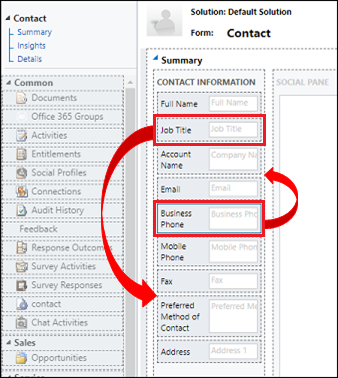 Contact
Summary
Insights
Details
Common
Documents
Office 365 Groups
Activities
Entitlements
Social Profiles
Connections
Audit History
Feedback
Response Outcomes
Survey Activities
Survey Responses
contact
Chat Activities
Sales
Opportunities
Solution: Default Solution
Form: Contact
Summary
CONTACT INFORMATION
SOCIAL PANE
Full Name Full Name
Job Title Job Title
Account
Name
Company Na
Email Email
Business
Phone
Business Pho
Mobile
Phone
Mobile Phon
Fax Fax
Preferred
Method of
Contact
Preferred Me
Address Address 1